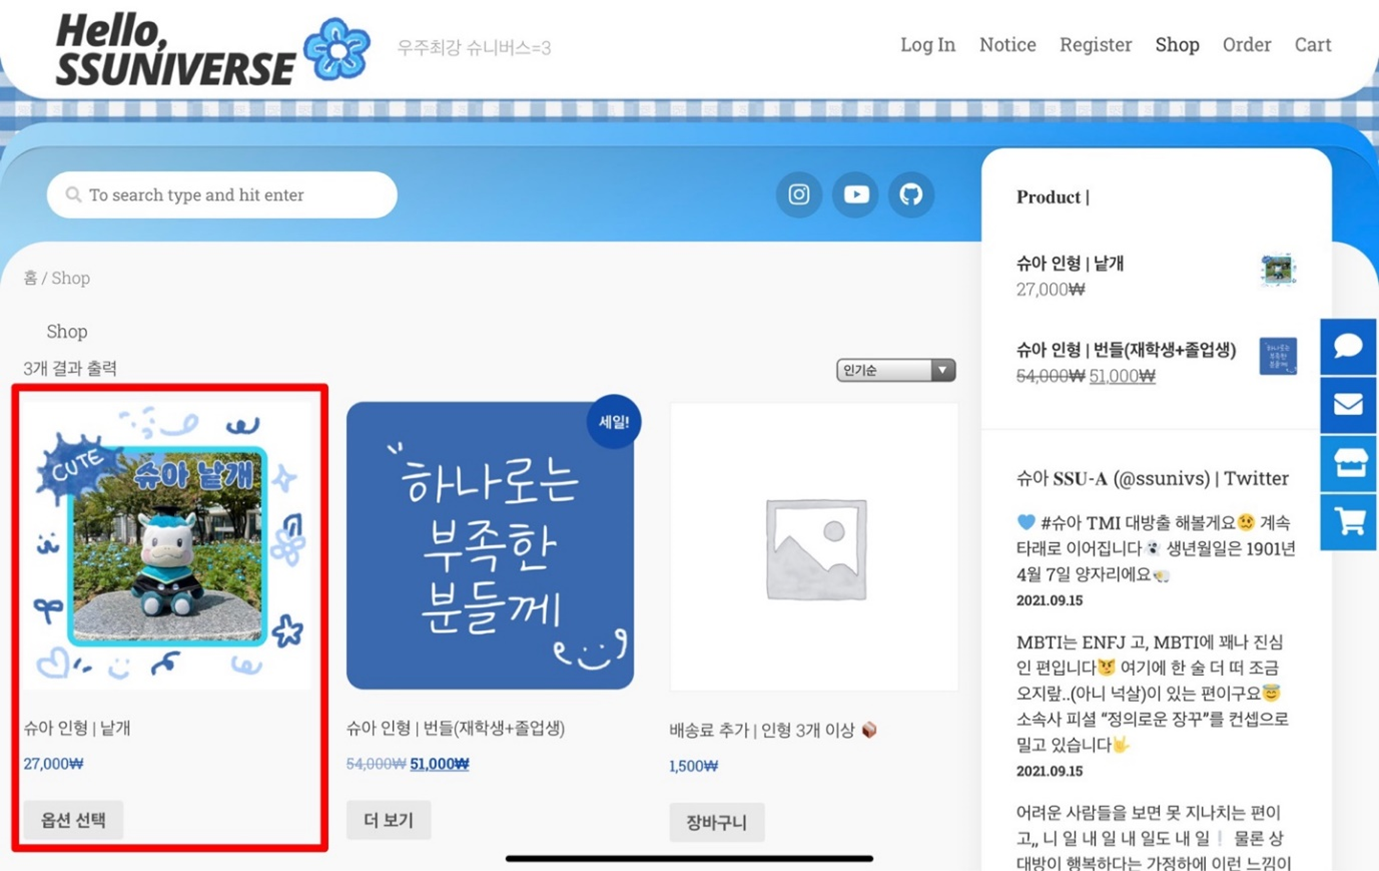 Hello,
SSUNIVERSE
우주최강 슈니버스=3
Log In Notice Register Shop Order Cart
To search type and hit enter
홈 / Shop
Shop
3개 결과 출력
인기순
CUTE
슈아 낱개
슈아 인형 | 낱개
27,000₩
옵션 선택
세일!
하나로는
부족한
분들께
슈아 인형 | 번들(재학생+졸업생)
54,000₩ 51,000₩
더 보기
배송료 추가 | 인형 3개 이상 📦
1,500₩
장바구니
Product |
슈아 인형 | 낱개
27,000₩
슈아 인형 | 번들(재학생+졸업생)
54,000₩ 51,000₩
하나로는
부족한
분들께
슈아 SSU-A (@ssunivs) | Twitter
💙 #슈아 TMI 대방출 해볼게요🤨 계속
타래로 이어집니다👻 생년월일은 1901년
4월 7일 양자리에요🐑
2021.09.15
MBTI는 ENFJ 고, MBTI에 꽤나 진심
인 편입니다😼 여기에 한 술 더 떠 조금
오지랖..(아니 넉살)이 있는 편이구요😇
소속사 피셜 “정의로운 장꾸”를 컨셉으로
밀고 있습니다🤟
2021.09.15
어려운 사람들을 보면 못 지나치는 편이
고,, 니 일 내 일 내 일도 내 일❕ 물론 상
대방이 행복하다는 가정하에 이런 느낌이